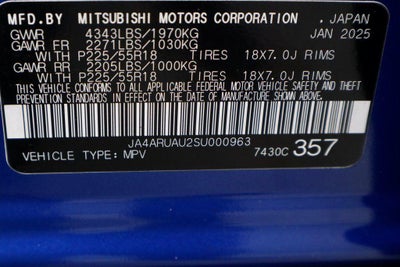 MFD.BY MITSUBISHI MOTORS CORPORATION , JAPAN
GVWR 4343LBS/1970KG JAN 2025
GAWR FR 2271LBS/1030KG
WITH P225/55R18 TIRES 18X7.0J RIMS
GAWR RR 2205LBS/1000KG
WITH P225/55R18 TIRES 18X7.0J RIMS
THIS VEHICLE CONFORMS TO ALL APPLICABLE
FEDERAL MOTOR VEHICLE SAFETY AND
THEFT PREVENTION STANDARDS IN EFFECT ON
THE DATE OF MANUFACTURE SHOWN ABOVE.
JA4ARUAU2SU000963
VEHICLE TYPE: MPV 7430C 357